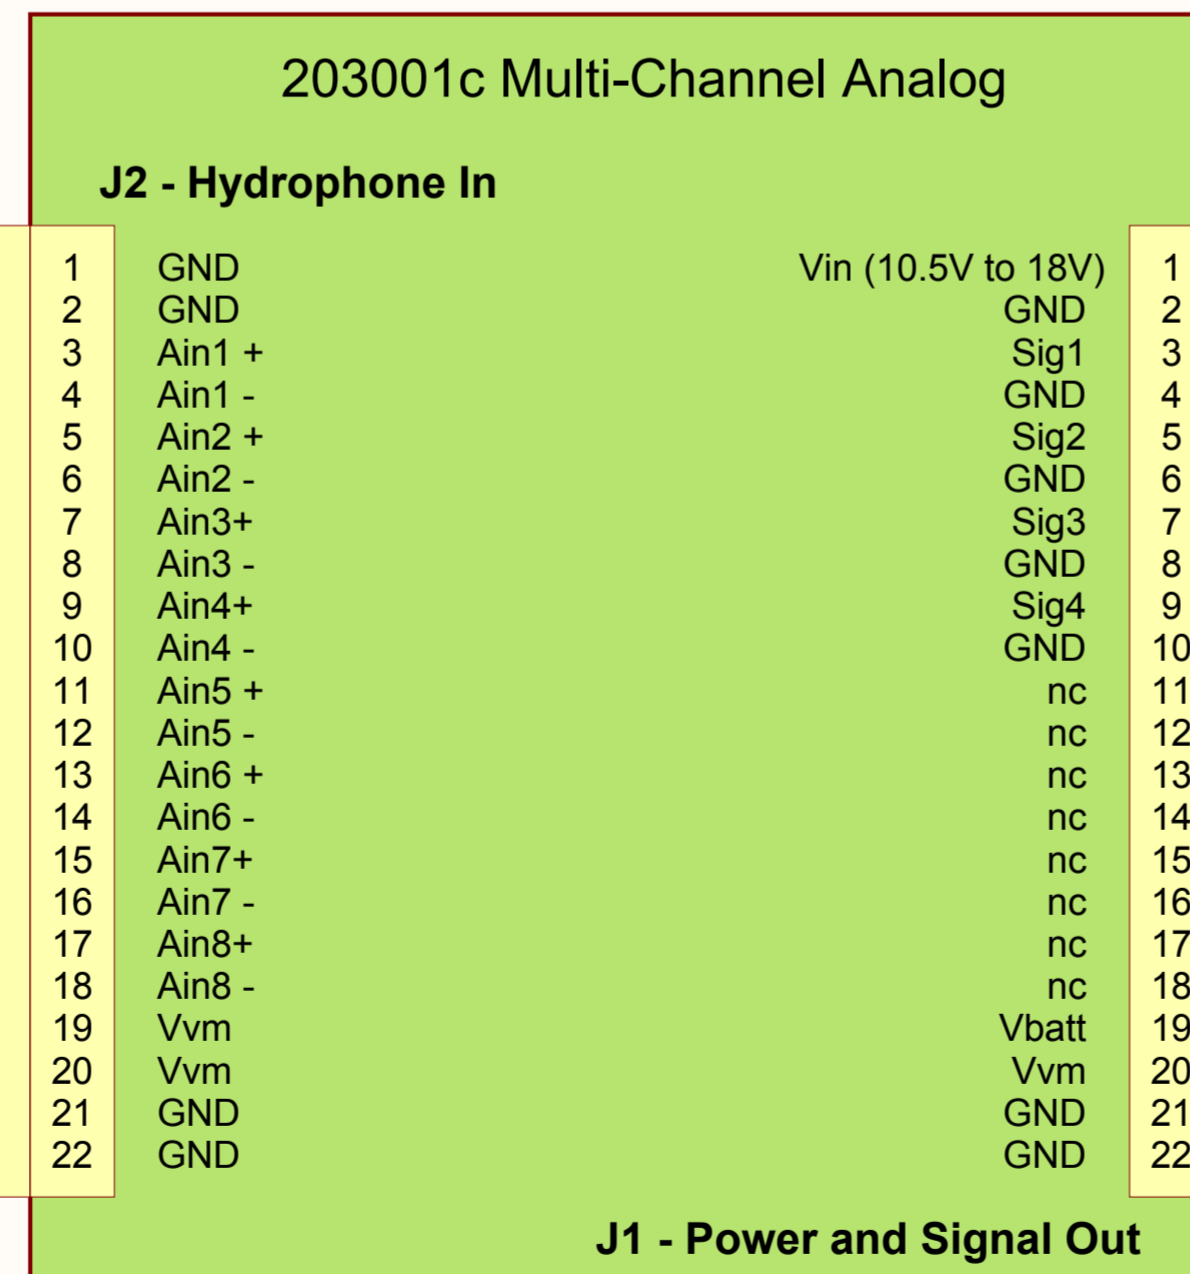 203001c Multi-Channel Analog
J2 - Hydrophone In
1 GND Vin (10.5V to 18V) 1
2 GND GND 2
3 Ain1 + Sig1 3
4 Ain1 - GND 4
5 Ain2 + Sig2 5
6 Ain2 - GND 6
7 Ain3+ Sig3 7
8 Ain3 - GND 8
9 Ain4+ Sig4 9
10 Ain4 - GND 10
11 Ain5 + nc 11
12 Ain5 - nc 12
13 Ain6 + nc 13
14 Ain6 - nc 14
15 Ain7+ nc 15
16 Ain7 - nc 16
17 Ain8+ nc 17
18 Ain8 - nc 18
19 Vvm Vbatt 19
20 Vvm Vvm 20
21 GND GND 21
22 GND GND 22
J1 - Power and Signal Out